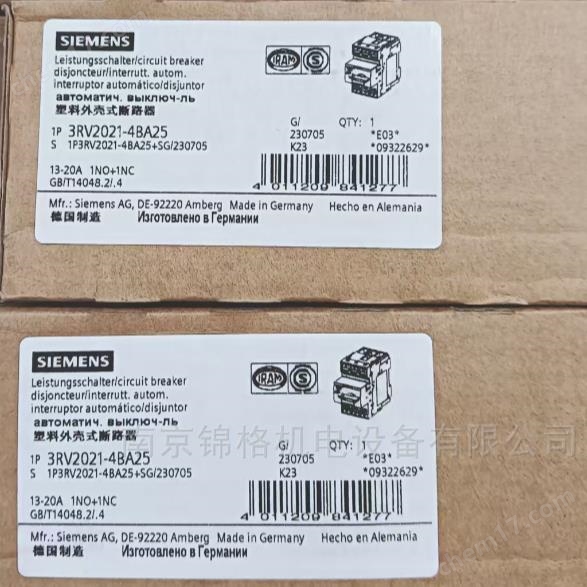 SIEMENS
Leistungsschalter/circuit breaker
disjoncteur/interrutt. autom.
interruptor automático/disjuntor
автоматич. выключ-ль
塑料外壳式断路器
IRAM
S
1P 3RV2021-4BA25
S 1P3RV2021-4BA25+SG/230705
G/ QTY: 1
230705 *E03*
K23 *09322629*
13-20A 1NO+1NC
GB/T14048.2/.4
4 011209 841277
Mfr.: Siemens AG, DE-92220 Amberg Made in Germany Hecho en Alemania
德国制造 Изготовлено в Германии
SIEMENS
Leistungsschalter/circuit breaker
disjoncteur/interrutt. autom.
interruptor automático/disjuntor
автоматич. выключ-ль
塑料外壳式断路器
IRAM
S
南京锦格机电设备有限公司
1P 3RV2021-4BA25
S 1P3RV2021-4BA25+SG/230705
G/ QTY:
230705 *E03*
K23 *09322629*
13-20A 1NO+1NC
GB/T14048.2/.4
4 011209 841277
Mfr.: Siemens AG, DE-92220 Amberg Made in Germany Hecho en Alemania
德国制造 Изготовлено в Германии